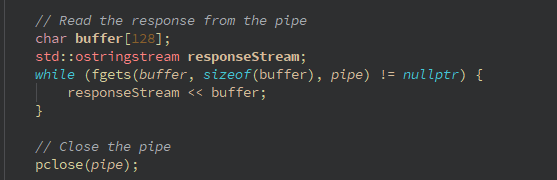 // Read the response from the pipe
char buffer[128];
std::ostringstream responseStream;
while (fgets(buffer, sizeof(buffer), pipe) != nullptr) {
    responseStream << buffer;
}

// Close the pipe
pclose(pipe);